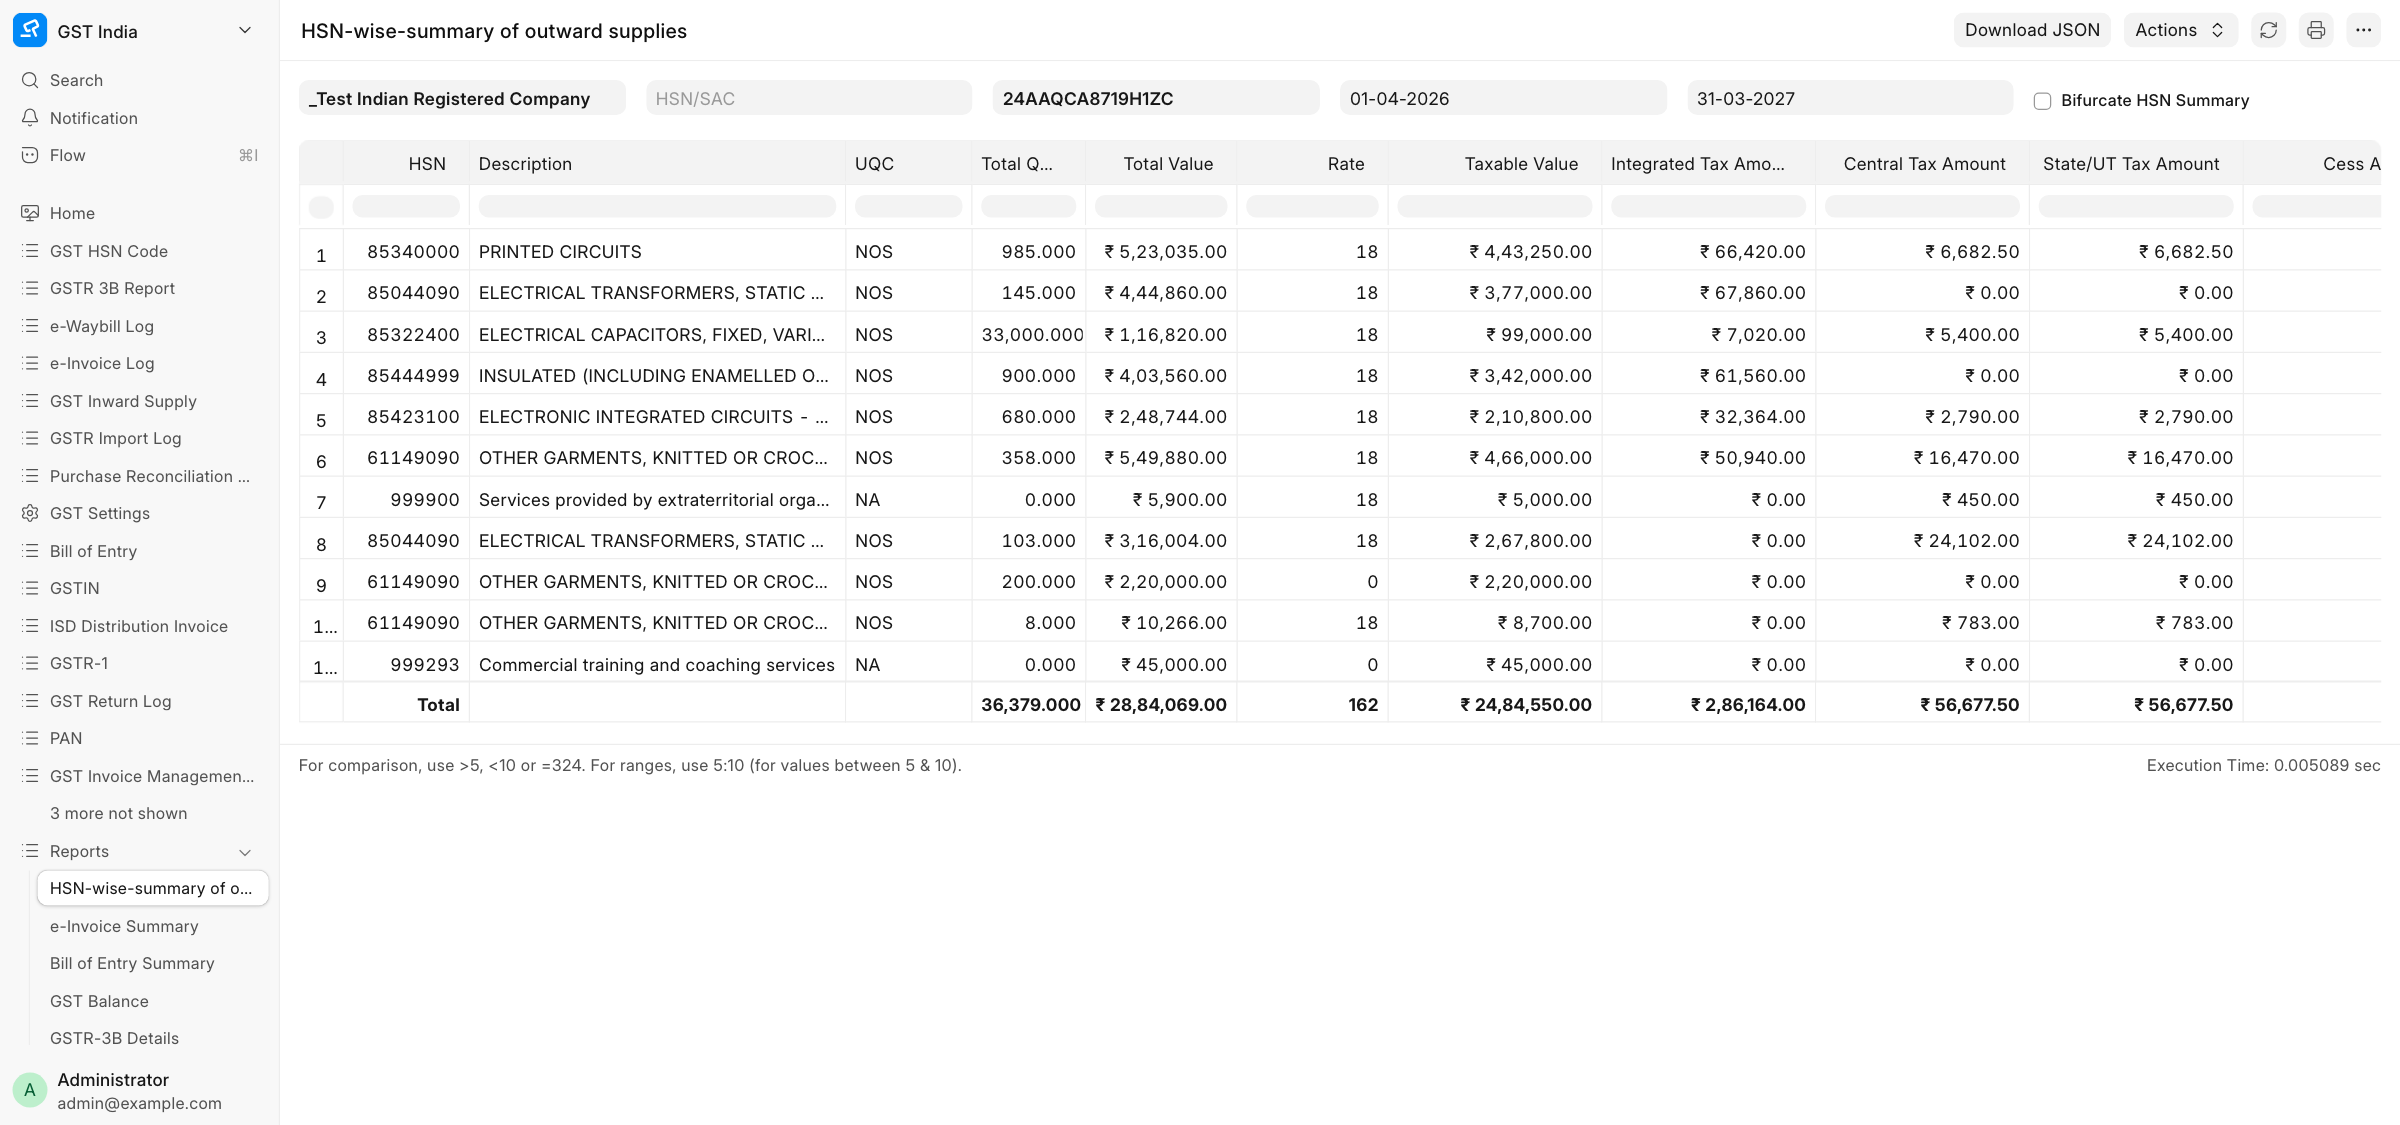 GST India
Search
Notification
Flow ⌘I
Home
GST HSN Code
GSTR 3B Report
e-Waybill Log
e-Invoice Log
GST Inward Supply
GSTR Import Log
Purchase Reconciliation ...
GST Settings
Bill of Entry
GSTIN
ISD Distribution Invoice
GSTR-1
GST Return Log
PAN
GST Invoice Managemen...
3 more not shown
Reports
HSN-wise-summary of o...
e-Invoice Summary
Bill of Entry Summary
GST Balance
GSTR-3B Details
A Administrator
admin@example.com
HSN-wise-summary of outward supplies Download JSON Actions
_Test Indian Registered Company HSN/SAC 24AAQCA8719H1ZC 01-04-2026 31-03-2027 Bifurcate HSN Summary
HSN Description UQC Total Q... Total Value Rate Taxable Value Integrated Tax Amo... Central Tax Amount State/UT Tax Amount Cess A
1 85340000 PRINTED CIRCUITS NOS 985.000 ₹ 5,23,035.00 18 ₹ 4,43,250.00 ₹ 66,420.00 ₹ 6,682.50 ₹ 6,682.50
2 85044090 ELECTRICAL TRANSFORMERS, STATIC ... NOS 145.000 ₹ 4,44,860.00 18 ₹ 3,77,000.00 ₹ 67,860.00 ₹ 0.00 ₹ 0.00
3 85322400 ELECTRICAL CAPACITORS, FIXED, VARI... NOS 33,000.000 ₹ 1,16,820.00 18 ₹ 99,000.00 ₹ 7,020.00 ₹ 5,400.00 ₹ 5,400.00
4 85444999 INSULATED (INCLUDING ENAMELLED O... NOS 900.000 ₹ 4,03,560.00 18 ₹ 3,42,000.00 ₹ 61,560.00 ₹ 0.00 ₹ 0.00
5 85423100 ELECTRONIC INTEGRATED CIRCUITS - ... NOS 680.000 ₹ 2,48,744.00 18 ₹ 2,10,800.00 ₹ 32,364.00 ₹ 2,790.00 ₹ 2,790.00
6 61149090 OTHER GARMENTS, KNITTED OR CROC... NOS 358.000 ₹ 5,49,880.00 18 ₹ 4,66,000.00 ₹ 50,940.00 ₹ 16,470.00 ₹ 16,470.00
7 999900 Services provided by extraterritorial orga... NA 0.000 ₹ 5,900.00 18 ₹ 5,000.00 ₹ 0.00 ₹ 450.00 ₹ 450.00
8 85044090 ELECTRICAL TRANSFORMERS, STATIC ... NOS 103.000 ₹ 3,16,004.00 18 ₹ 2,67,800.00 ₹ 0.00 ₹ 24,102.00 ₹ 24,102.00
9 61149090 OTHER GARMENTS, KNITTED OR CROC... NOS 200.000 ₹ 2,20,000.00 0 ₹ 2,20,000.00 ₹ 0.00 ₹ 0.00 ₹ 0.00
1... 61149090 OTHER GARMENTS, KNITTED OR CROC... NOS 8.000 ₹ 10,266.00 18 ₹ 8,700.00 ₹ 0.00 ₹ 783.00 ₹ 783.00
1... 999293 Commercial training and coaching services NA 0.000 ₹ 45,000.00 0 ₹ 45,000.00 ₹ 0.00 ₹ 0.00 ₹ 0.00
Total 36,379.000 ₹ 28,84,069.00 162 ₹ 24,84,550.00 ₹ 2,86,164.00 ₹ 56,677.50 ₹ 56,677.50
For comparison, use >5, <10 or =324. For ranges, use 5:10 (for values between 5 & 10). Execution Time: 0.005089 sec